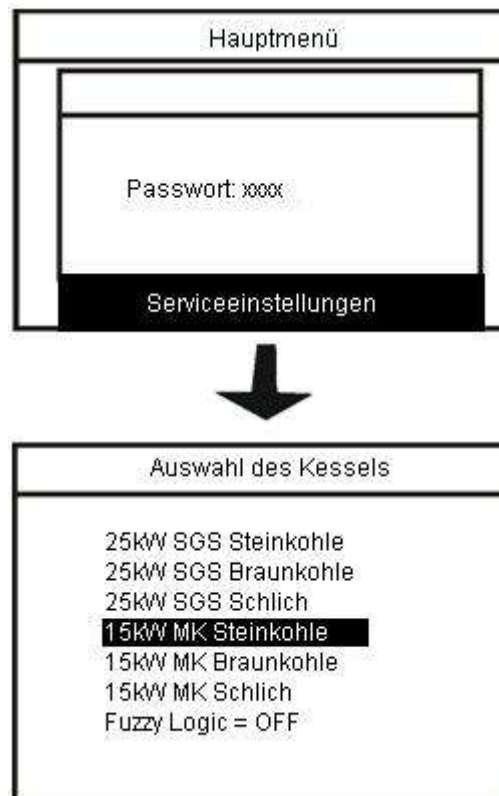 Hauptmenü
Passwort: xxxx
Serviceeinstellungen
Auswahl des Kessels
25kW SGS Steinkohle
25kW SGS Braunkohle
25kW SGS Schlich
15kW MK Steinkohle
15kW MK Braunkohle
15kW MK Schlich
Fuzzy Logic = OFF